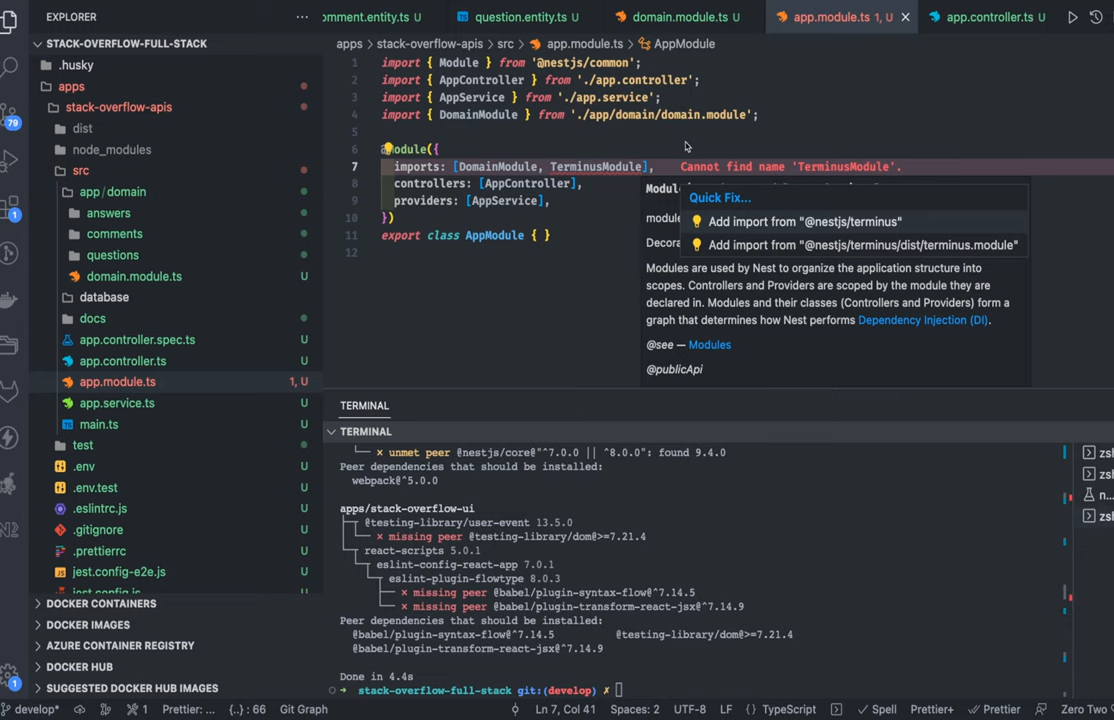 EXPLORER
STACK-OVERFLOW-FULL-STACK
.husky
apps
stack-overflow-apis
dist
node_modules
src
app/domain
answers
comments
questions
domain.module.ts U
database
docs
app.controller.spec.ts U
app.controller.ts U
app.module.ts 1, U
app.service.ts U
main.ts U
test
.env U
.env.test U
.eslintrc.js U
.gitignore U
.prettierrc U
jest.config-e2e.js U
jest.config.js U
DOCKER CONTAINERS
DOCKER IMAGES
AZURE CONTAINER REGISTRY
DOCKER HUB
SUGGESTED DOCKER HUB IMAGES
79
1
N2
1
omment.entity.ts U question.entity.ts U domain.module.ts U app.module.ts 1, U app.controller.ts U
apps > stack-overflow-apis > src > app.module.ts > AppModule
1 import { Module } from '@nestjs/common';
2 import { AppController } from './app.controller';
3 import { AppService } from './app.service';
4 import { DomainModule } from './app/domain/domain.module';
5
6 @Module({
7 imports: [DomainModule, TerminusModule], Cannot find name 'TerminusModule'.
8 controllers: [AppController],
9 providers: [AppService],
10 })
11 export class AppModule { }
12
Quick Fix...
Add import from "@nestjs/terminus"
Add import from "@nestjs/terminus/dist/terminus.module"
Modules are used by Nest to organize the application structure into
scopes. Controllers and Providers are scoped by the module they are
declared in. Modules and their classes (Controllers and Providers) form a
graph that determines how Nest performs Dependency Injection (DI).
@see — Modules
@publicApi
TERMINAL
TERMINAL
✕ unmet peer @nestjs/core@"^7.0.0 || ^8.0.0": found 9.4.0
Peer dependencies that should be installed:
webpack@^5.0.0
apps/stack-overflow-ui
@testing-library/user-event 13.5.0
✕ missing peer @testing-library/dom@>=7.21.4
react-scripts 5.0.1
eslint-config-react-app 7.0.1
eslint-plugin-flowtype 8.0.3
✕ missing peer @babel/plugin-syntax-flow@^7.14.5
✕ missing peer @babel/plugin-transform-react-jsx@^7.14.9
Peer dependencies that should be installed:
@babel/plugin-syntax-flow@^7.14.5 @testing-library/dom@>=7.21.4
@babel/plugin-transform-react-jsx@^7.14.9
Done in 4.4s
→ stack-overflow-full-stack git:(develop) ✗
zsh
zsh
n...
zsh
develop* 1 Prettier: ... {..} : 66 Git Graph Ln 7, Col 41 Spaces: 2 UTF-8 LF {} TypeScript Spell Prettier+ Prettier Zero Two